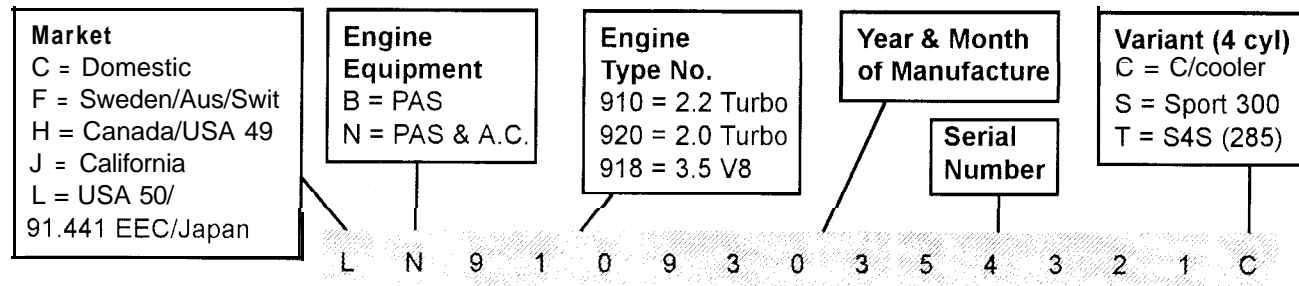 Market
C = Domestic
F = Sweden/Aus/Swit
H = Canada/USA 49
J = California
L = USA 50/
91.441 EEC/Japan
Engine
Equipment
B = PAS
N = PAS & A.C.
Engine
Type No.
910 = 2.2 Turbo
920 = 2.0 Turbo
918 = 3.5 V8
Year & Month
of Manufacture
Serial
Number
Variant (4 cyl)
C = C/cooler
S = Sport 300
T = S4S (285)
L N 9 1 0 9 3 0 3 5 4 3 2 1 C